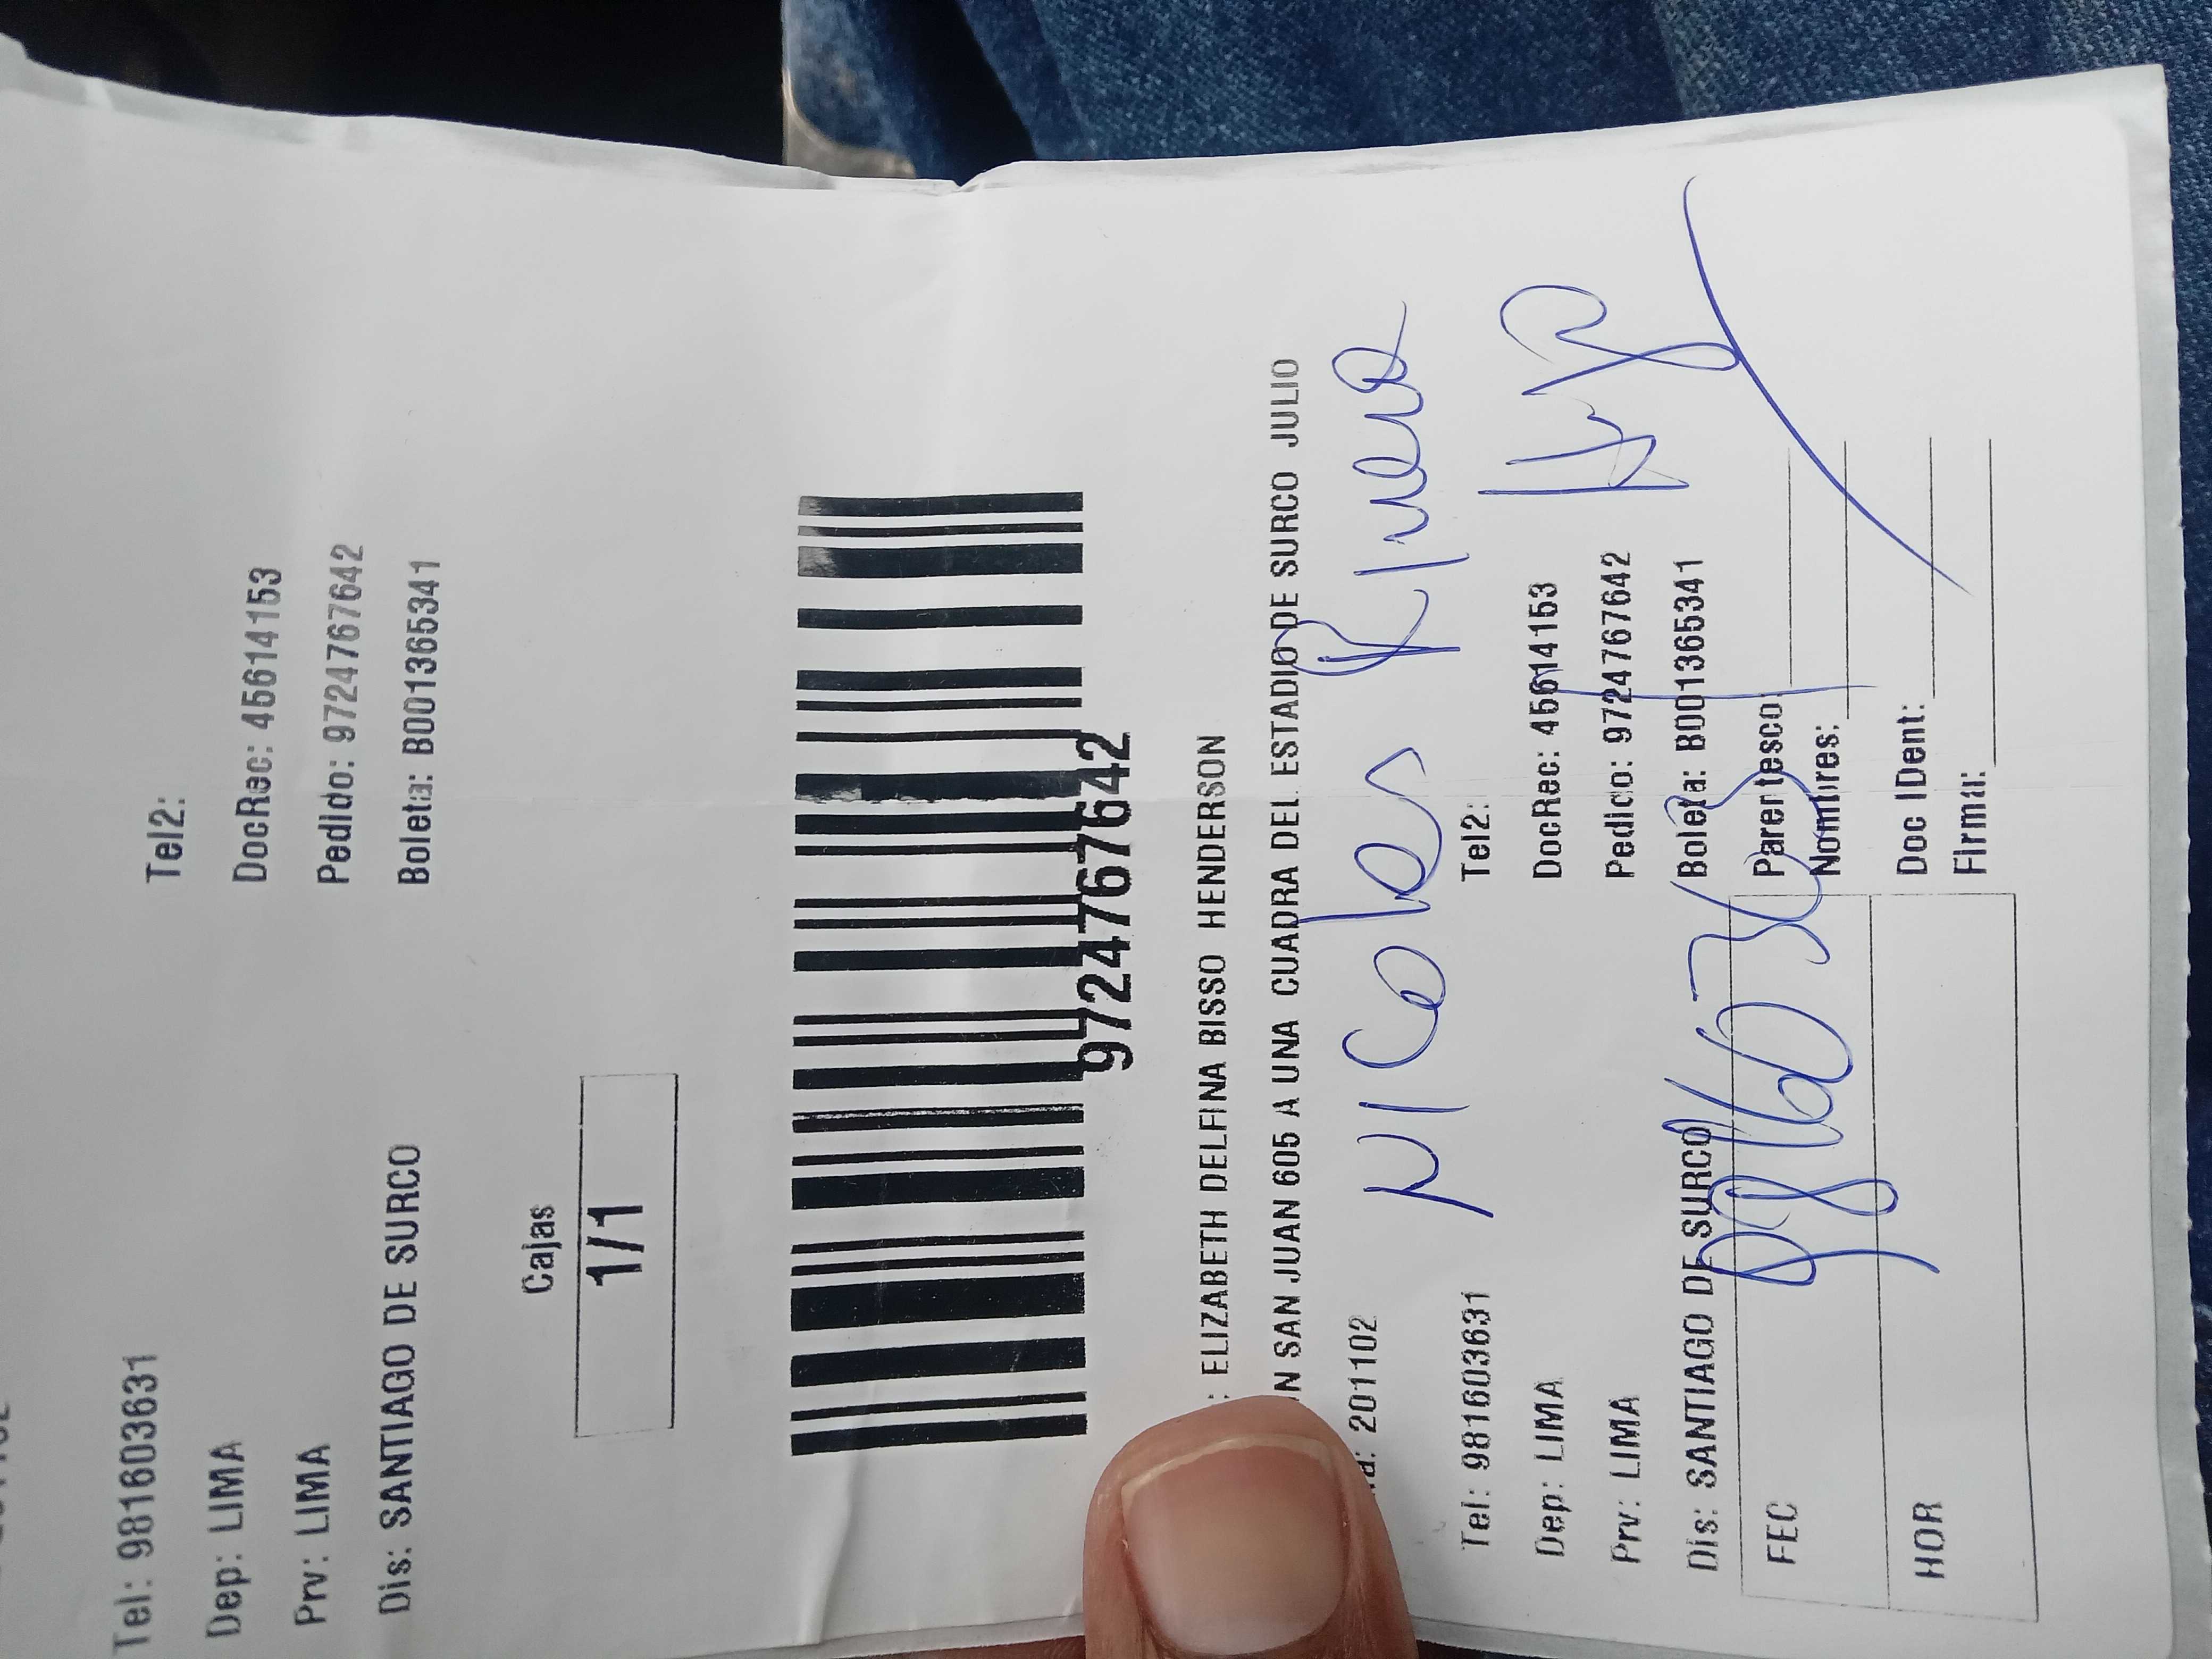 Tel: 981603631 Tel2:
Dep: LIMA DocRec: 45614153
Prv: LIMA Pedido: 9724767642
Dis: SANTIAGO DE SURCO Boleta: B001365341
Cajas
1/1
9724767642
: ELIZABETH DELFINA BISSO HENDERSON
N SAN JUAN 605 A UNA CUADRA DEL ESTADIO DE SURCO JULIO
a: 201102
Nicolas Rivera
Tel: 981603631 Tel2:
Dep: LIMA DocRec: 45614153
Prv: LIMA Pedido: 9724767642
Dis: SANTIAGO DE SURCO Boleta: B001365341
FEC Parentesco
Nombres:
HOR Doc IDent:
Firma: